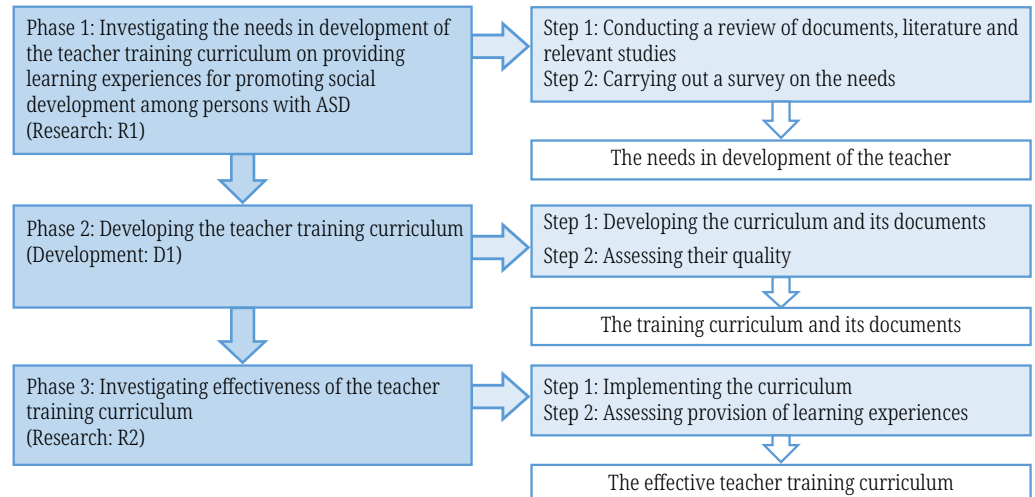 Phase 1: Investigating the needs in development of
the teacher training curriculum on providing
learning experiences for promoting social
development among persons with ASD
(Research: R1)
Step 1: Conducting a review of documents, literature and
relevant studies
Step 2: Carrying out a survey on the needs
The needs in development of the teacher
Phase 2: Developing the teacher training curriculum
(Development: D1)
Step 1: Developing the curriculum and its documents
Step 2: Assessing their quality
The training curriculum and its documents
Phase 3: Investigating effectiveness of the teacher
training curriculum
(Research: R2)
Step 1: Implementing the curriculum
Step 2: Assessing provision of learning experiences
The effective teacher training curriculum